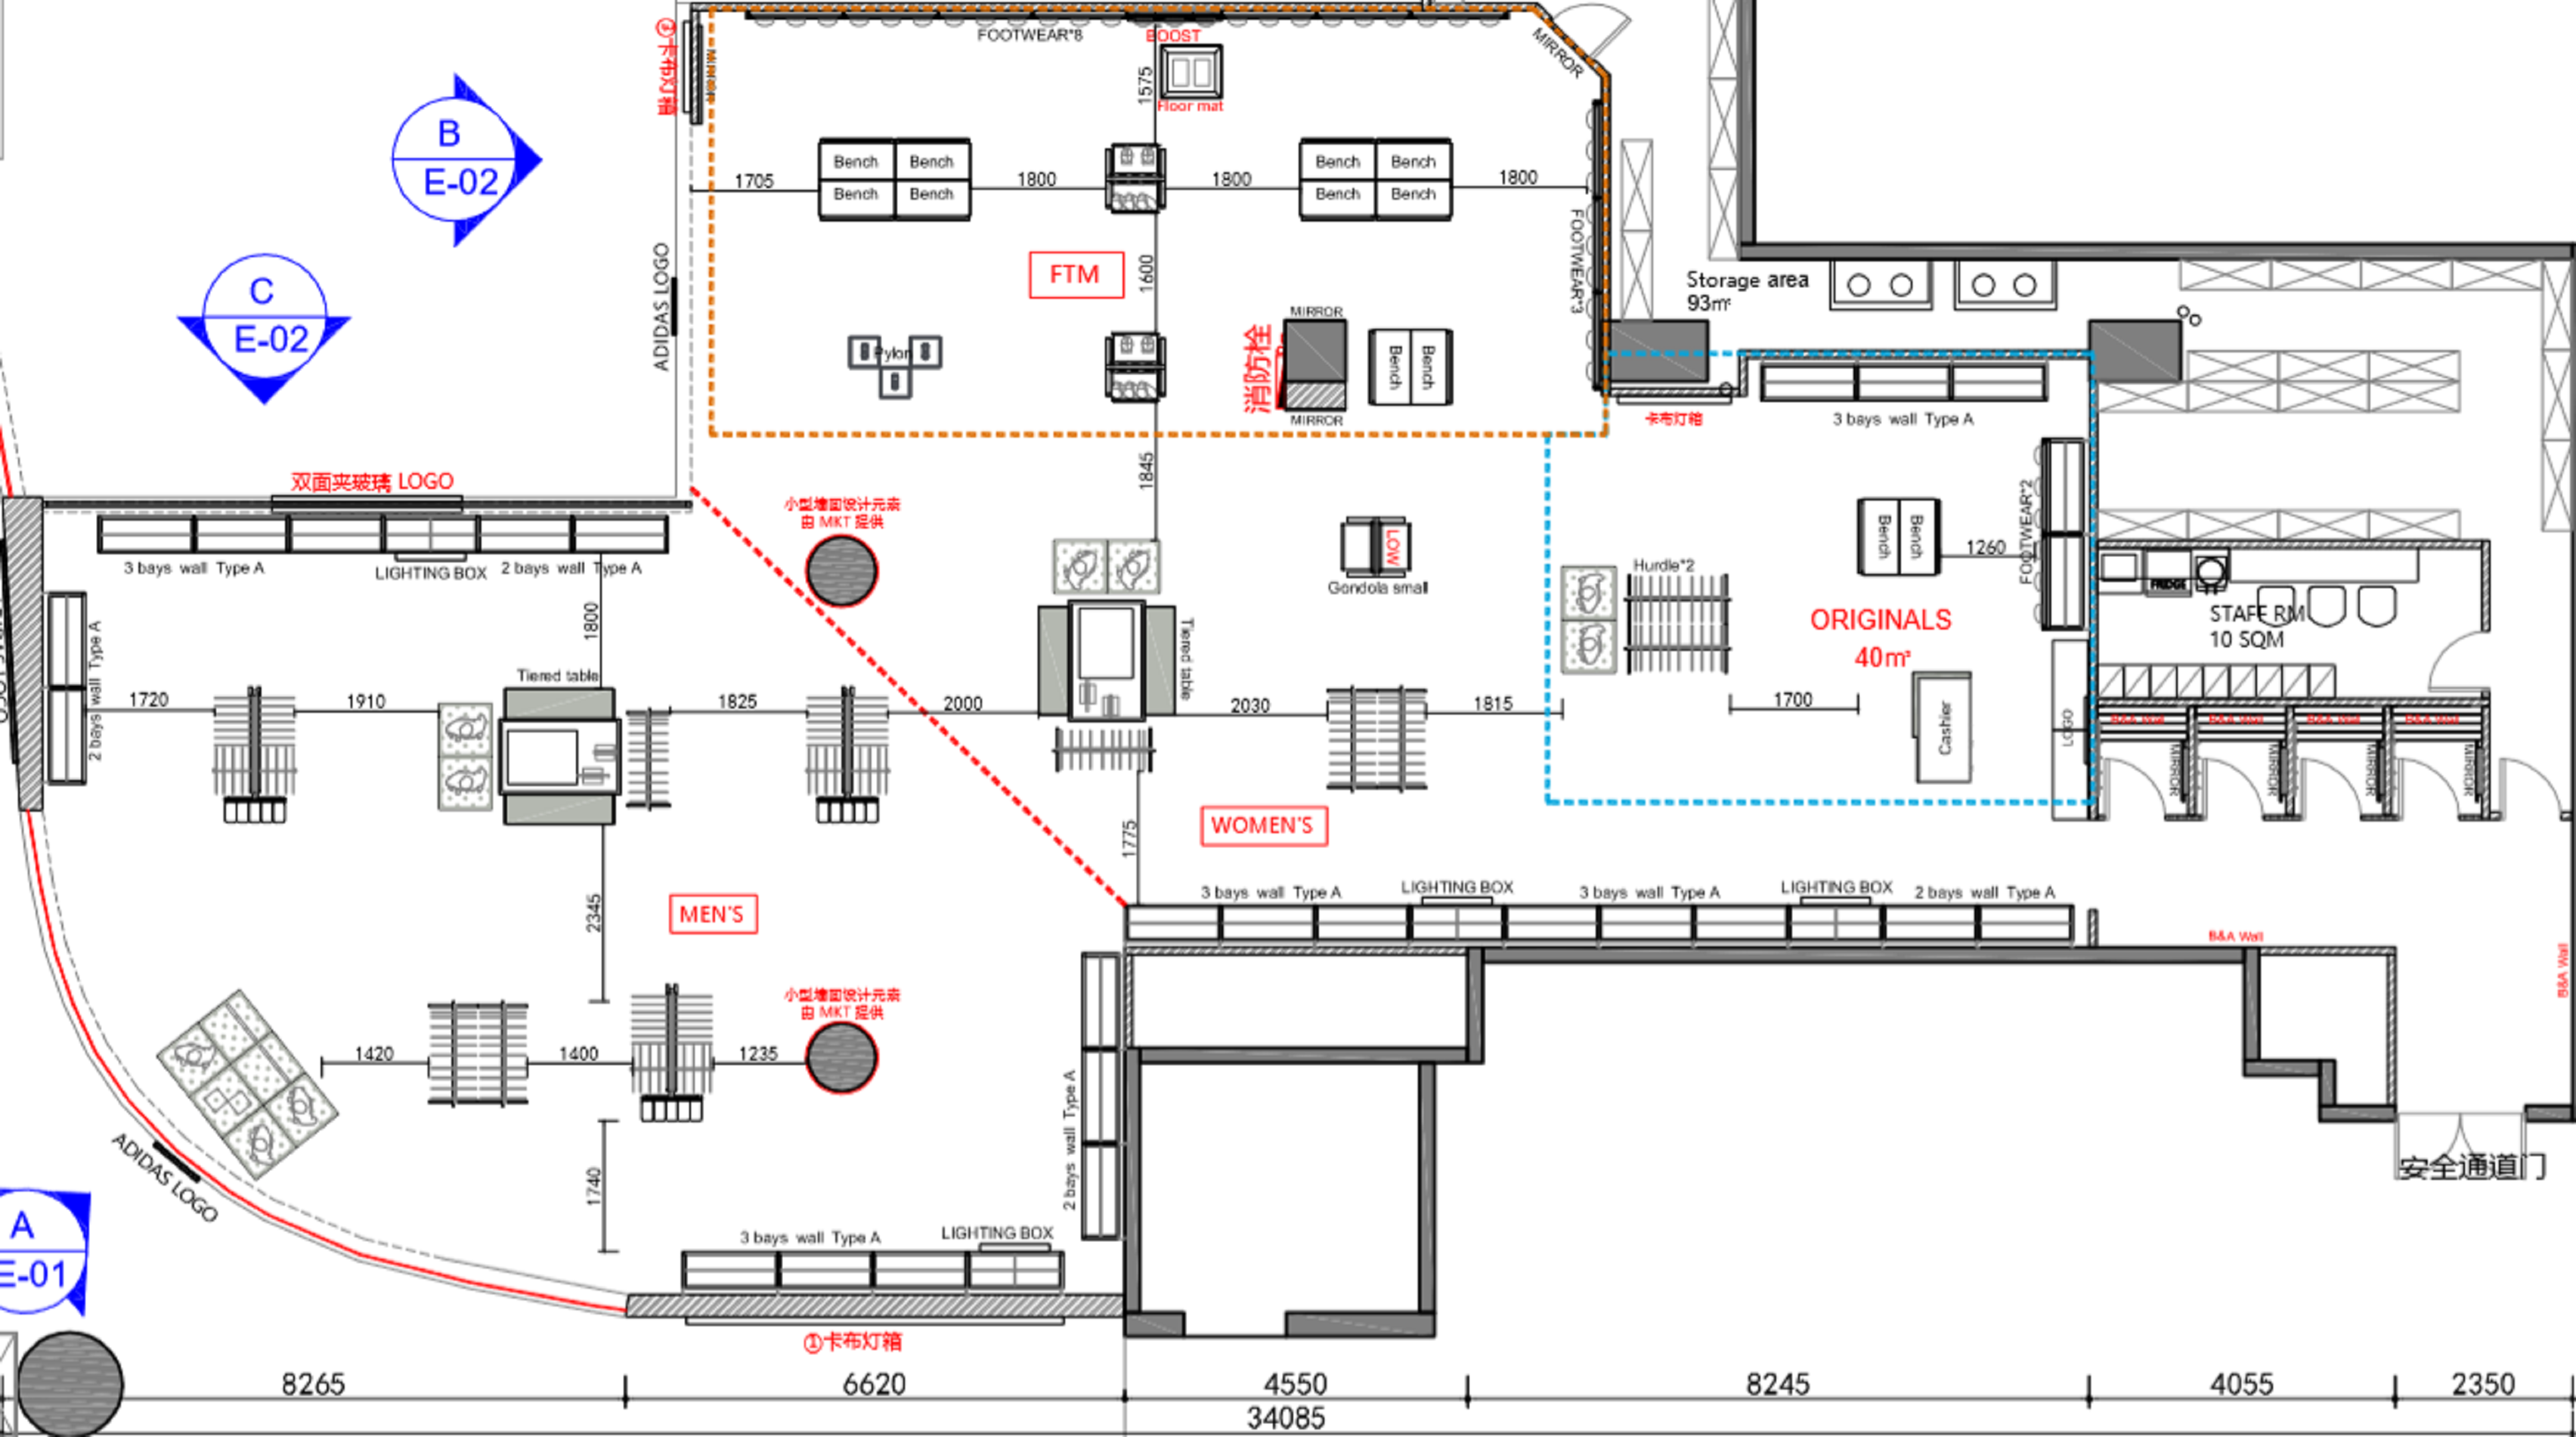 ①卡布灯箱
FOOTWEAR*8
BOOST
MIRROR
1575
Floor mat
B
E-02
Bench
Bench
Bench
Bench
Bench
Bench
Bench
Bench
1705
1800
1800
1800
FOOTWEAR*3
C
E-02
ADIDAS LOGO
FTM
1600
Storage area
93㎡
Pylon
消防栓
MIRROR
Bench
Bench
MIRROR
卡布灯箱
3 bays wall Type A
1845
双面夹玻璃 LOGO
小型墙面设计元素
由 MKT 提供
3 bays wall Type A
LIGHTING BOX
2 bays wall Type A
LOW
Gondola small
Hurdle*2
Bench
Bench
1260
FOOTWEAR*2
FRIDGE
STAFF RM
10 SQM
ORIGINALS
40㎡
2 bays wall Type A
1800
Tiered table
Tiered table
1720
1910
1825
2000
2030
1815
1700
Cashier
LOGO
B&A Wall
B&A Wall
B&A Wall
B&A Wall
MIRROR
MIRROR
MIRROR
MIRROR
WOMEN'S
1775
MEN'S
2345
3 bays wall Type A
LIGHTING BOX
3 bays wall Type A
LIGHTING BOX
2 bays wall Type A
B&A Wall
B&A Wall
小型墙面设计元素
由 MKT 提供
1420
1400
1235
2 bays wall Type A
ADIDAS LOGO
1740
安全通道门
A
E-01
3 bays wall Type A
LIGHTING BOX
①卡布灯箱
8265
6620
4550
8245
4055
2350
34085